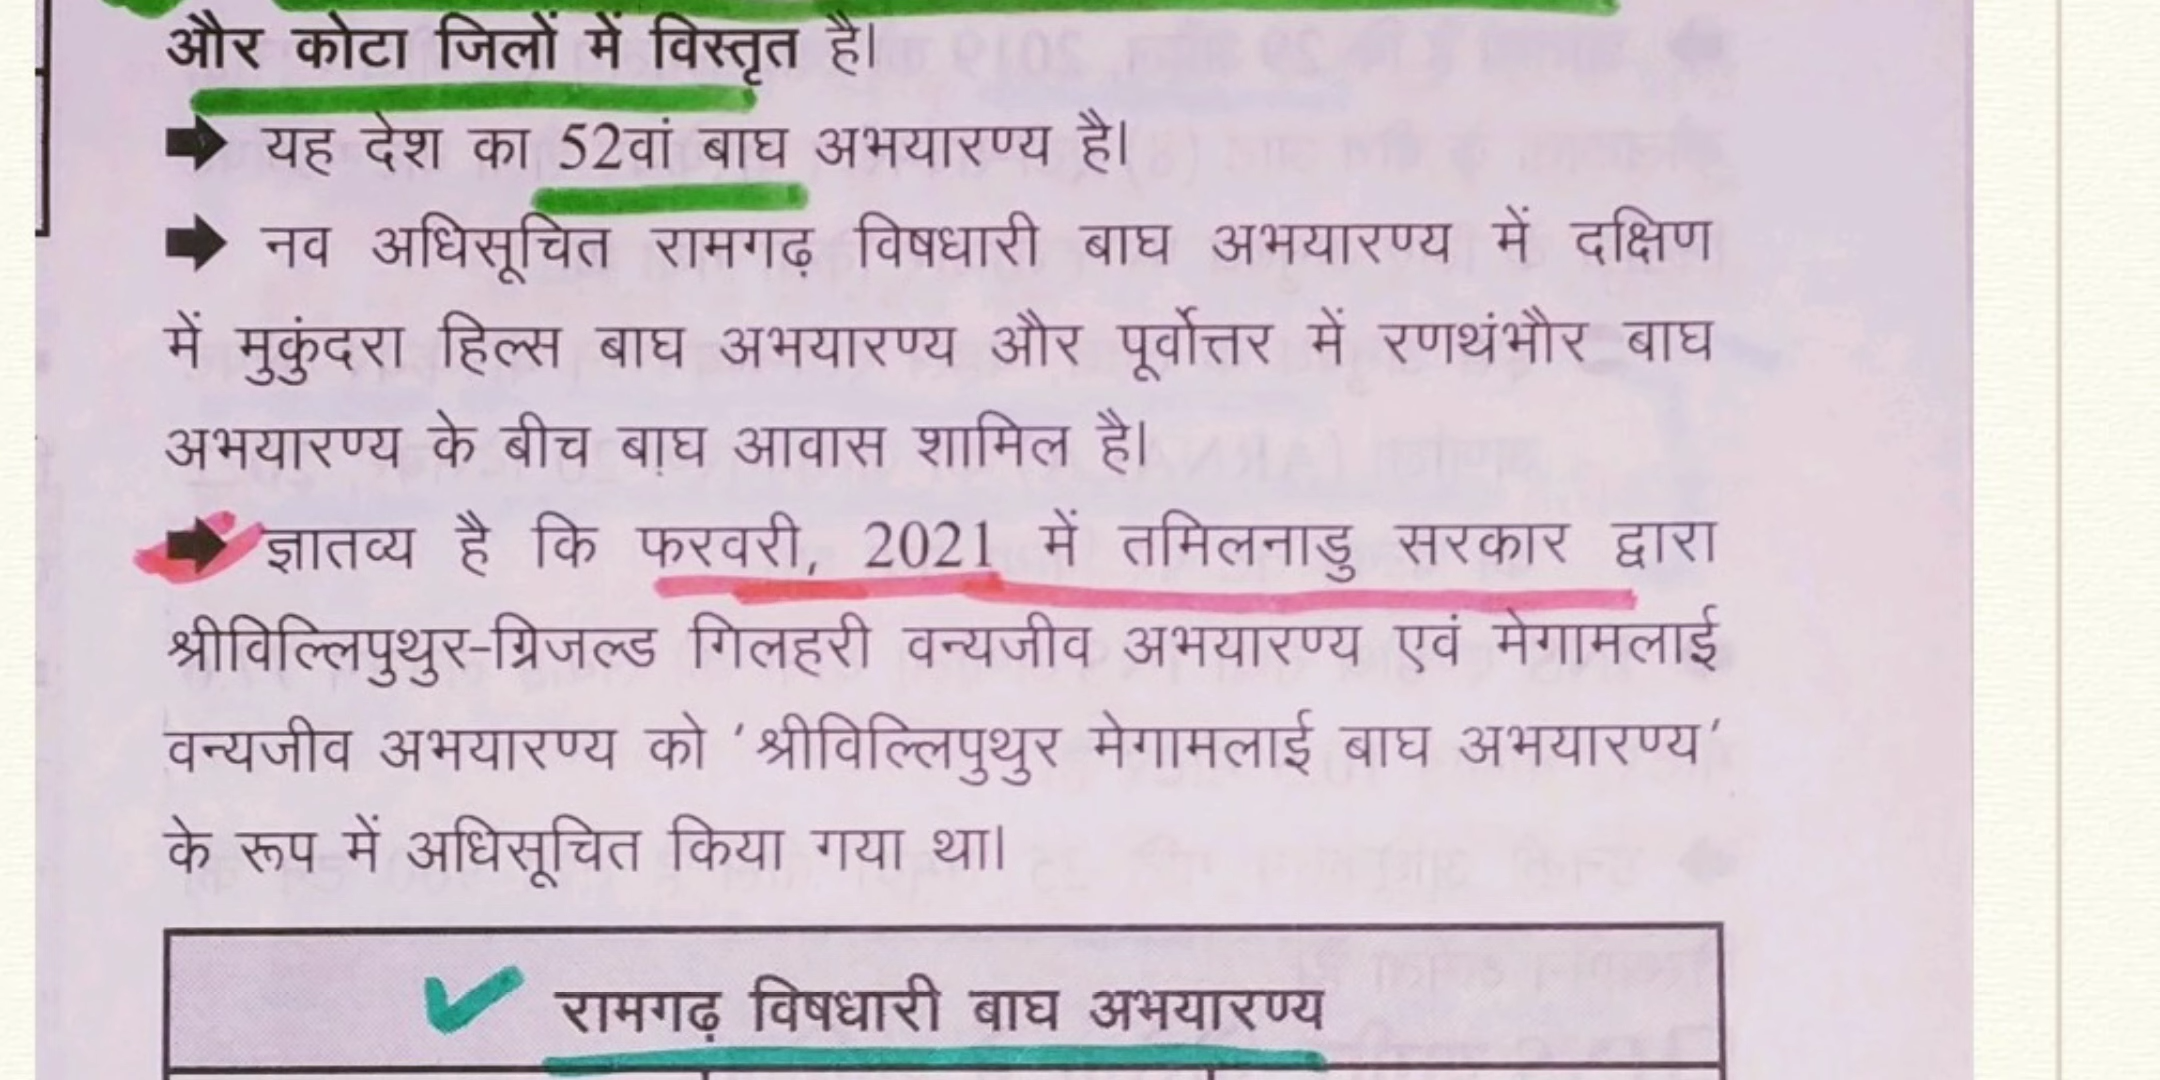 और कोटा जिलों में विस्तृत है।
➡ यह देश का 52वां बाघ अभयारण्य है।
➡ नव अधिसूचित रामगढ़ विषधारी बाघ अभयारण्य में दक्षिण
में मुकुंदरा हिल्स बाघ अभयारण्य और पूर्वोत्तर में रणथंभौर बाघ
अभयारण्य के बीच बाघ आवास शामिल है।
➡ ज्ञातव्य है कि फरवरी, 2021 में तमिलनाडु सरकार द्वारा
श्रीविल्लिपुथुर-ग्रिजल्ड गिलहरी वन्यजीव अभयारण्य एवं मेगामलाई
वन्यजीव अभयारण्य को 'श्रीविल्लिपुथुर मेगामलाई बाघ अभयारण्य'
के रूप में अधिसूचित किया गया था।
रामगढ़ विषधारी बाघ अभयारण्य